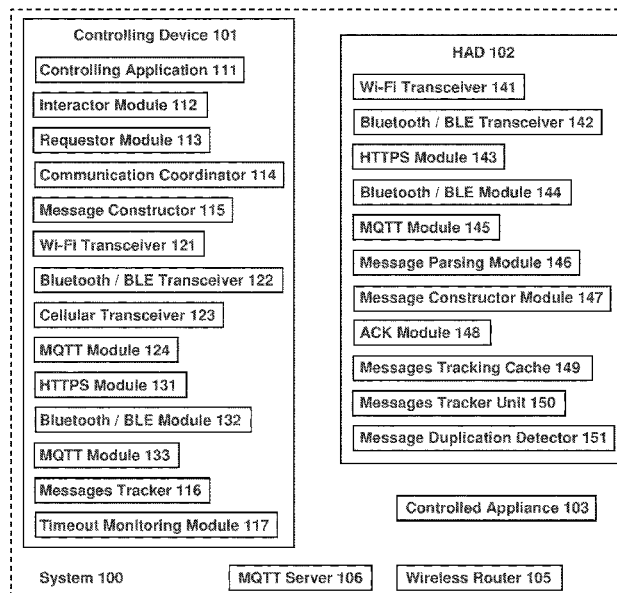 Controlling Device 101
Controlling Application 111
Interactor Module 112
Requestor Module 113
Communication Coordinator 114
Message Constructor 115
Wi-Fi Transceiver 121
Bluetooth / BLE Transceiver 122
Cellular Transceiver 123
MQTT Module 124
HTTPS Module 131
Bluetooth / BLE Module 132
MQTT Module 133
Messages Tracker 116
Timeout Monitoring Module 117
HAD 102
Wi-Fi Transceiver 141
Bluetooth / BLE Transceiver 142
HTTPS Module 143
Bluetooth / BLE Module 144
MQTT Module 145
Message Parsing Module 146
Message Constructor Module 147
ACK Module 148
Messages Tracking Cache 149
Messages Tracker Unit 150
Message Duplication Detector 151
Controlled Appliance 103
System 100
MQTT Server 106
Wireless Router 105